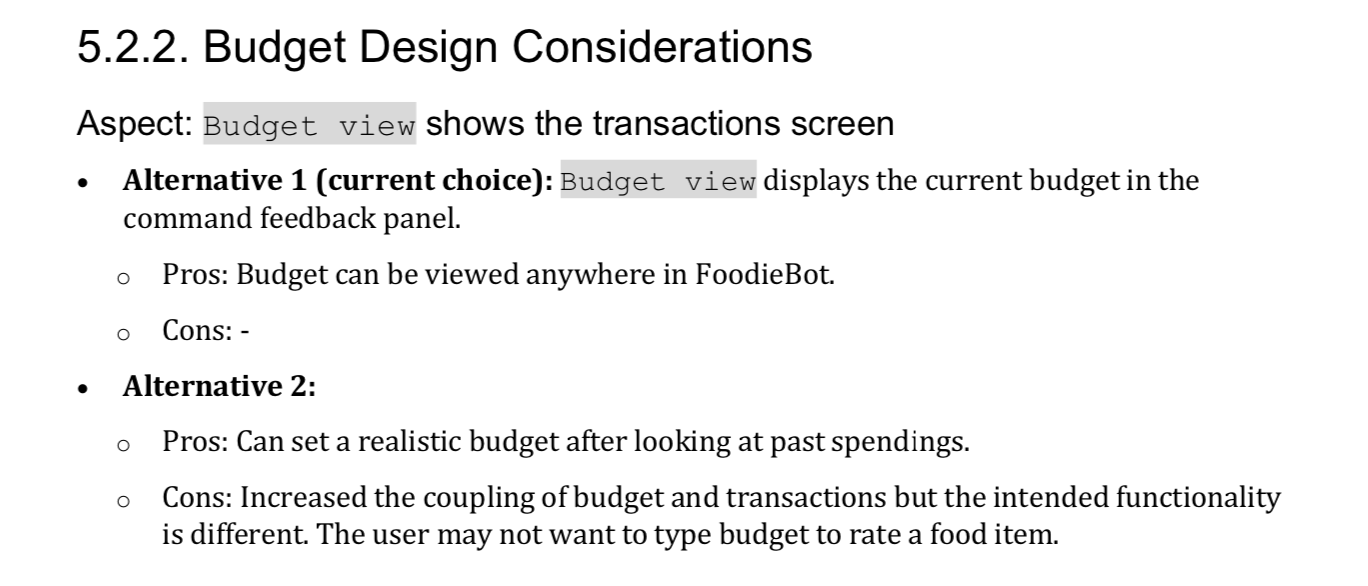 5.2.2. Budget Design Considerations
Aspect: Budget view shows the transactions screen
• Alternative 1 (current choice): Budget view displays the current budget in the
command feedback panel.
○ Pros: Budget can be viewed anywhere in FoodieBot.
○ Cons: -
• Alternative 2:
○ Pros: Can set a realistic budget after looking at past spendings.
○ Cons: Increased the coupling of budget and transactions but the intended functionality
is different. The user may not want to type budget to rate a food item.